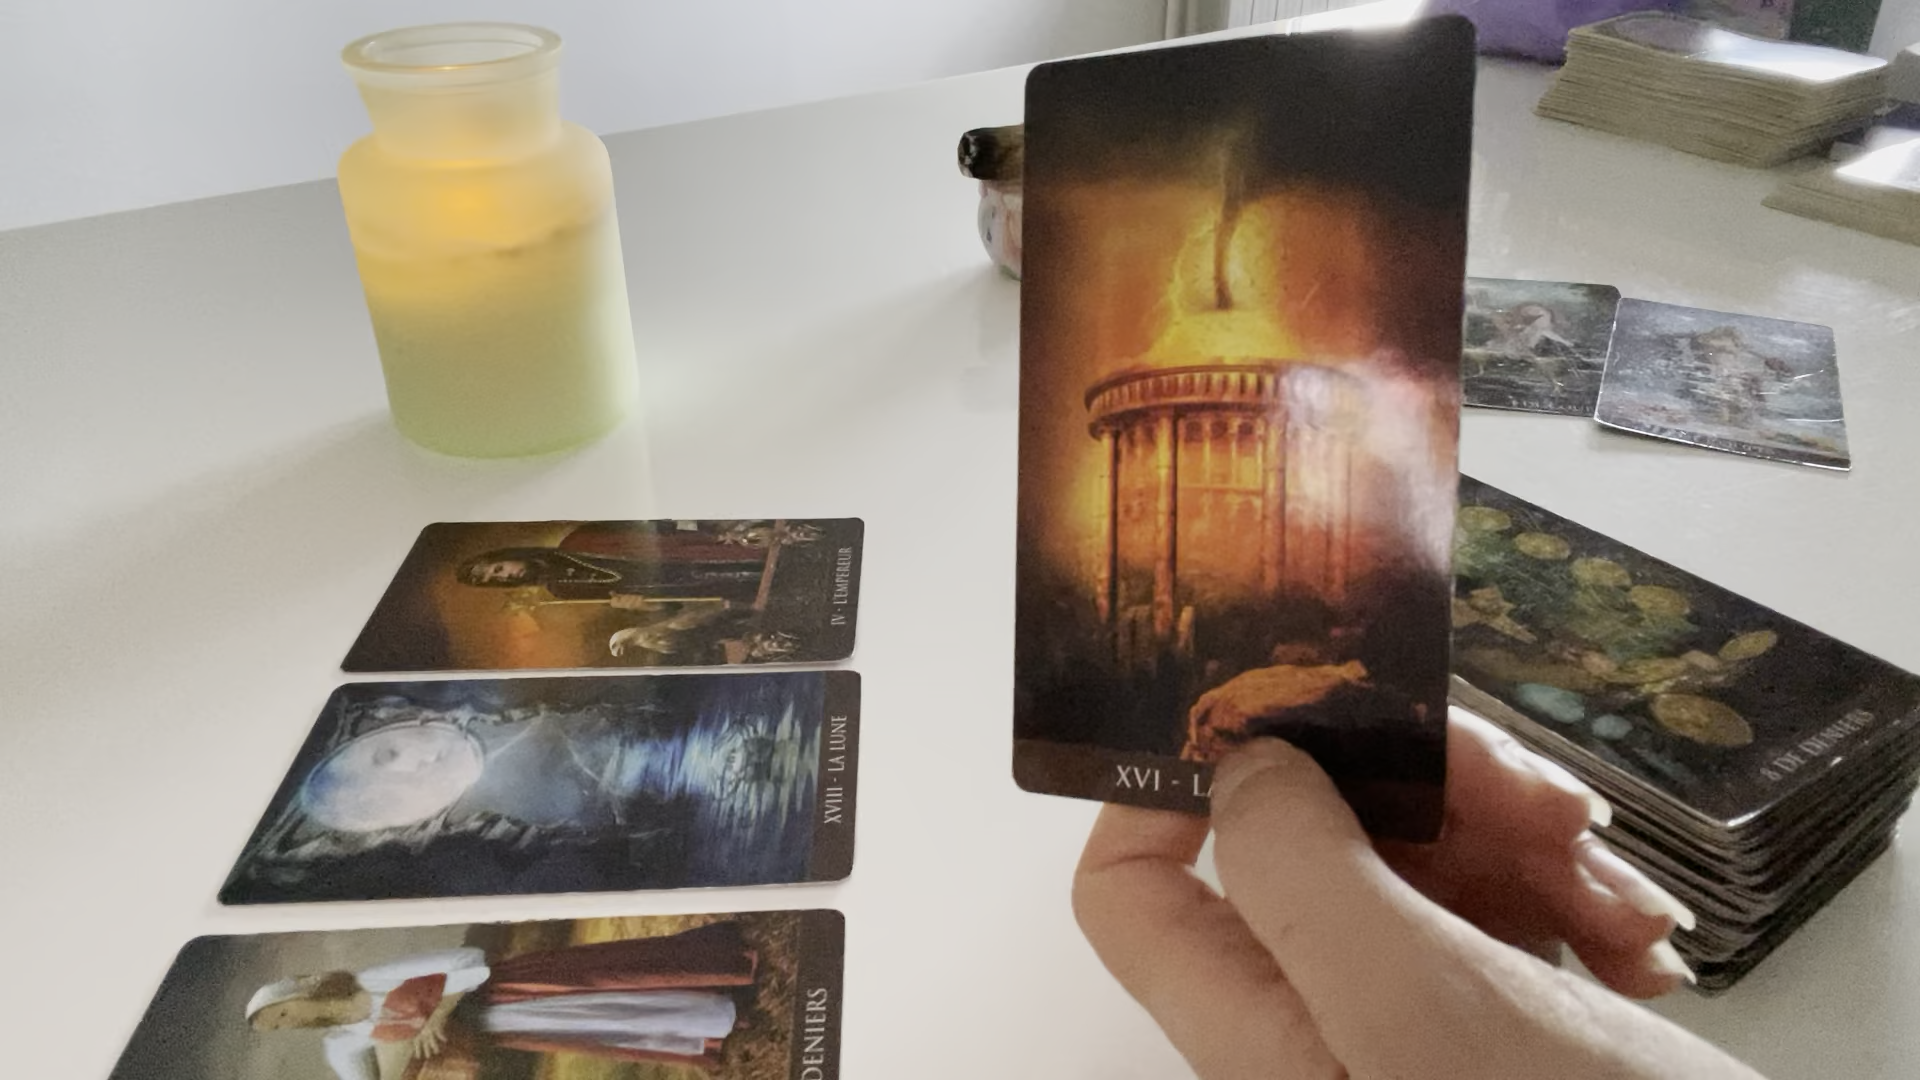 IV - L'EMPEREUR
XVIII - LA LUNE
DENIERS
XVI - LA
8 DE DENIERS